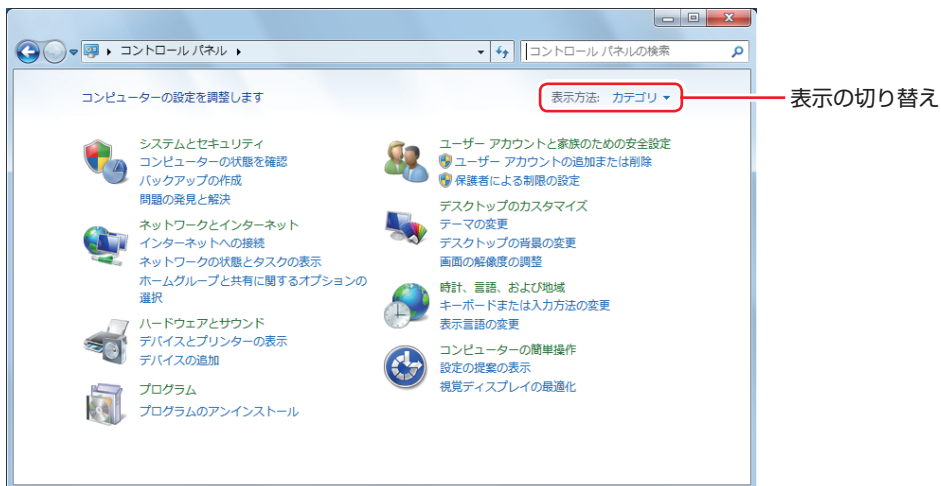 コントロール パネル
コントロール パネルの検索
コンピューターの設定を調整します
表示方法: カテゴリ
表示の切り替え
システムとセキュリティ
コンピューターの状態を確認
バックアップの作成
問題の発見と解決
ネットワークとインターネット
インターネットへの接続
ネットワークの状態とタスクの表示
ホームグループと共有に関するオプションの
選択
ハードウェアとサウンド
デバイスとプリンターの表示
デバイスの追加
プログラム
プログラムのアンインストール
ユーザー アカウントと家族のための安全設定
ユーザー アカウントの追加または削除
保護者による制限の設定
デスクトップのカスタマイズ
テーマの変更
デスクトップの背景の変更
画面の解像度の調整
時計、言語、および地域
キーボードまたは入力方法の変更
表示言語の変更
コンピューターの簡単操作
設定の提案の表示
視覚ディスプレイの最適化